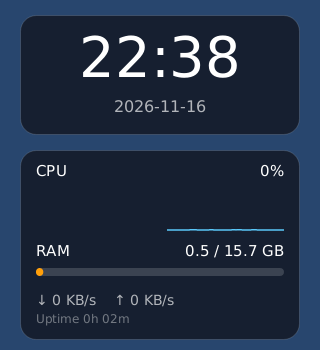 22:38
2026-11-16
CPU 0%
RAM 0.5 / 15.7 GB
↓ 0 KB/s ↑ 0 KB/s
Uptime 0h 02m